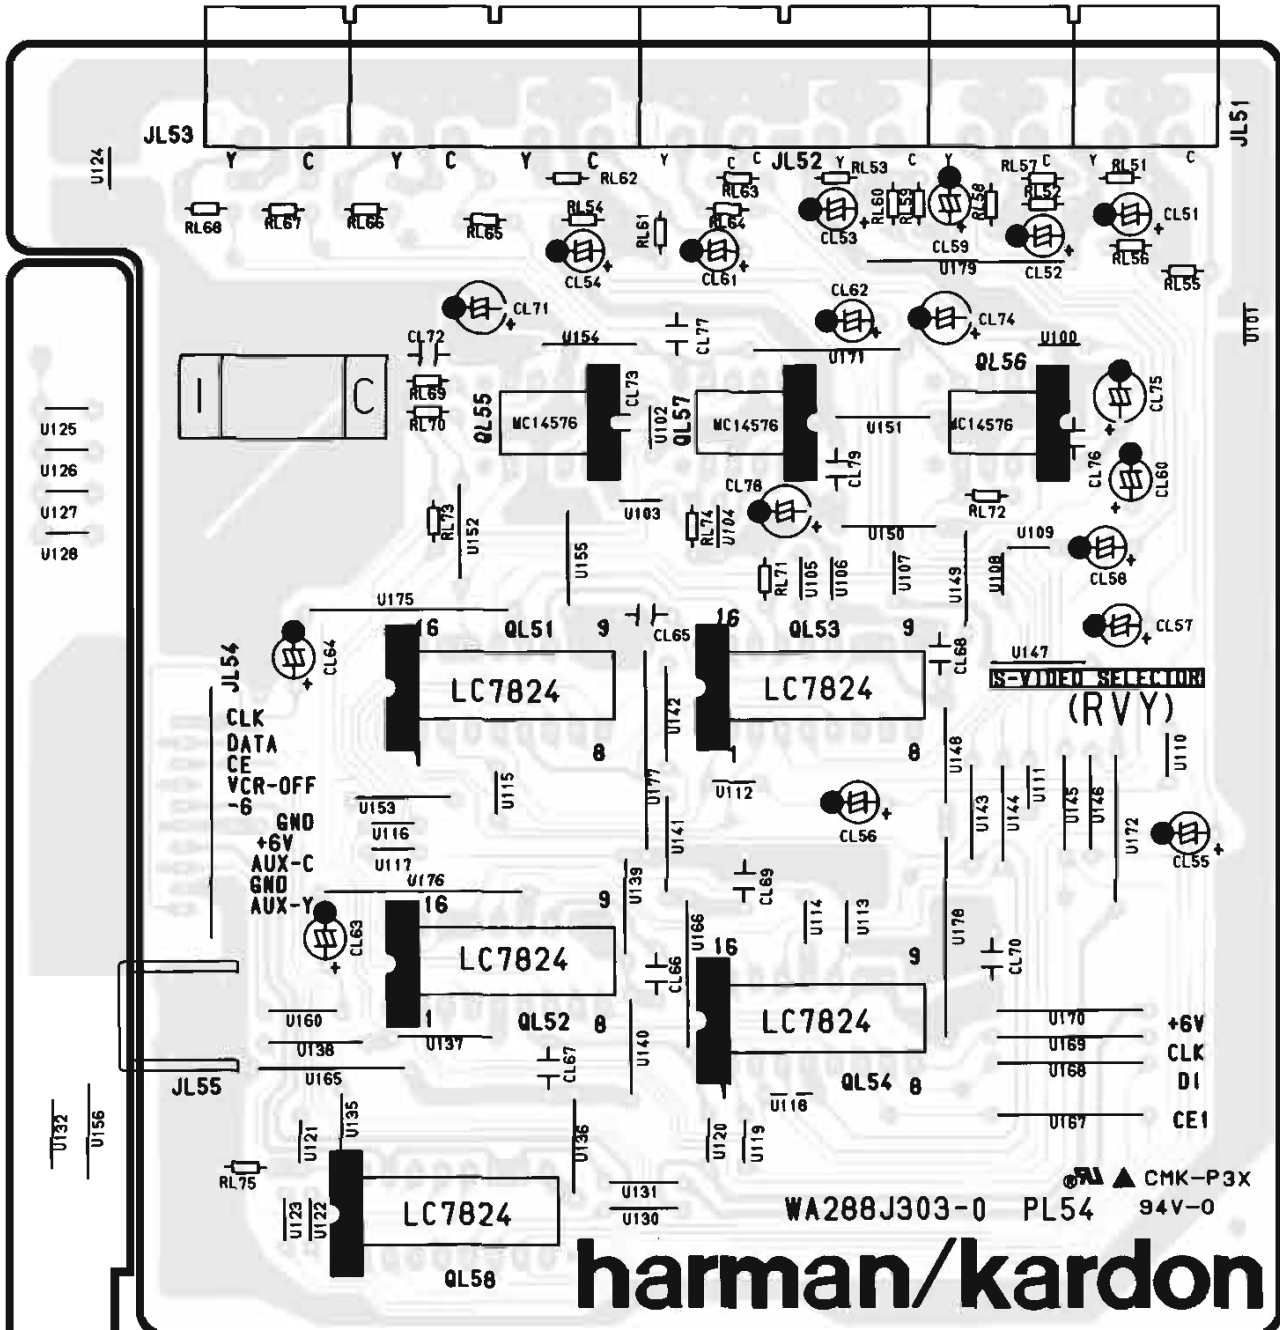 JL53
JL51
U124
Y C Y C Y C Y C C JL52 Y C Y C Y C
RL62
RL63
RL53
RL57
RL51
RL68
RL67
RL66
RL65
RL54
RL61
RL64
RL60
RL59
RL58
RL52
CL51
CL54
CL61
CL53
CL59
CL52
RL56
U179
RL55
CL71
CL62
CL74
U101
CL72
U154
CL77
U171
U100
I C
RL69
RL70
QL55
MC14576
CL73
U102
QL57
MC14576
U151
QL56
MC14576
CL75
CL76
CL60
CL79
U125
U126
U127
U128
RL73
U152
U103
U155
RL74
U104
CL78
RL72
U150
U109
RL71
U105
U106
U107
U149
U108
CL58
U175
16 QL51 9
CL65
16 QL53 9
CL68
CL57
JL54
CL64
LC7824
LC7824
U147
S-VIDEO SELECTOR
(RVY)
CLK
DATA
CE
VCR-OFF
-6
GND
+6V
AUX-C
GND
AUX-Y
1 8
U142
1 8
U148
U110
U115
U177
U112
U153
U116
U117
U141
CL56
U143
U144
U111
U145
U146
U172
CL55
U176
U139
CL69
16 9
CL63
U166
U114
U113
U178
LC7824
16 9
CL66
CL70
U160
1 QL52 8
LC7824
U170 +6V
U138
U137
U140
U169 CLK
CL67
U168 DI
U165
QL54 8
JL55
U118
U167 CE1
U132
U156
U121
U135
U136
U120
U119
RL75
LC7824
U131
U130
U123
U122
CMK-P3X
WA288J303-0 PL54 94V-0
QL58
harman/kardon